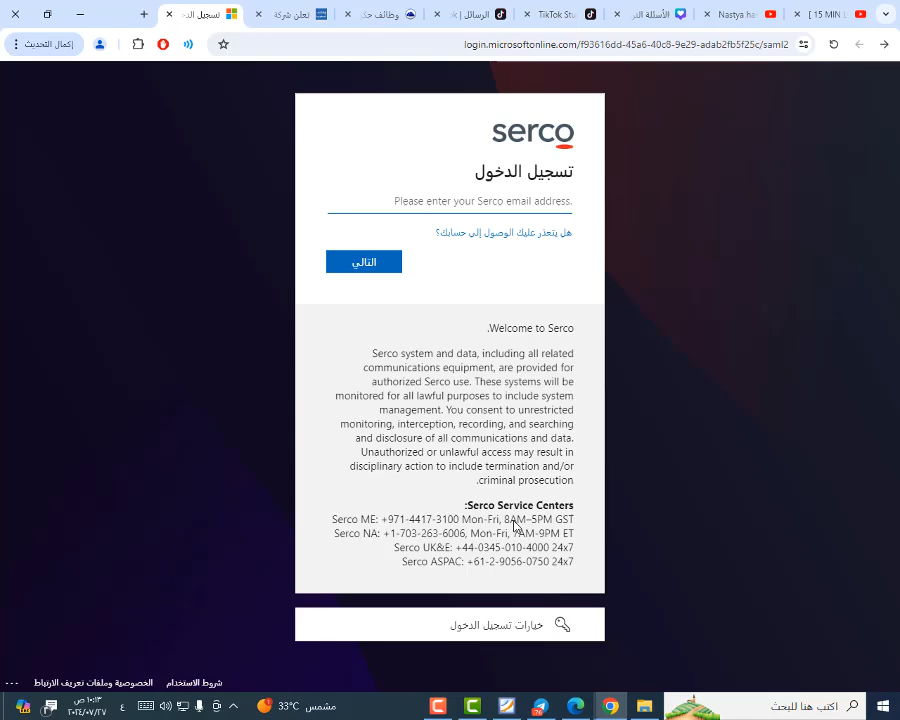 تسجيل الدخ
تعلن شركة
وظائف حكـ
الرسائل | ok
TikTok Stu
الأسئلة التر
Nastya ha
[ 15 MIN
إكمال التحديث
login.microsoftonline.com/f93616dd-45a6-40c8-9e29-adab2fb5f25c/saml2
serco
تسجيل الدخول
Please enter your Serco email address.
هل يتعذر عليك الوصول إلى حسابك؟
التالي
Welcome to Serco.
Serco system and data, including all related
communications equipment, are provided for
authorized Serco use. These systems will be
monitored for all lawful purposes to include system
management. You consent to unrestricted
monitoring, interception, recording, and searching
and disclosure of all communications and data.
Unauthorized or unlawful access may result in
disciplinary action to include termination and/or
criminal prosecution.
Serco Service Centers:
Serco ME: +971-4417-3100 Mon-Fri, 8AM–5PM GST
Serco NA: +1-703-263-6006, Mon-Fri, 7AM-9PM ET
Serco UK&E: +44-0345-010-4000 24x7
Serco ASPAC: +61-2-9056-0750 24x7
خيارات تسجيل الدخول
شروط الاستخدام
الخصوصية وملفات تعريف الارتباط
...
اكتب هنا للبحث
76
33°C مشمس
1
ع
١٠:١٣ ص
٢٠٢٤/٠٧/٢٧